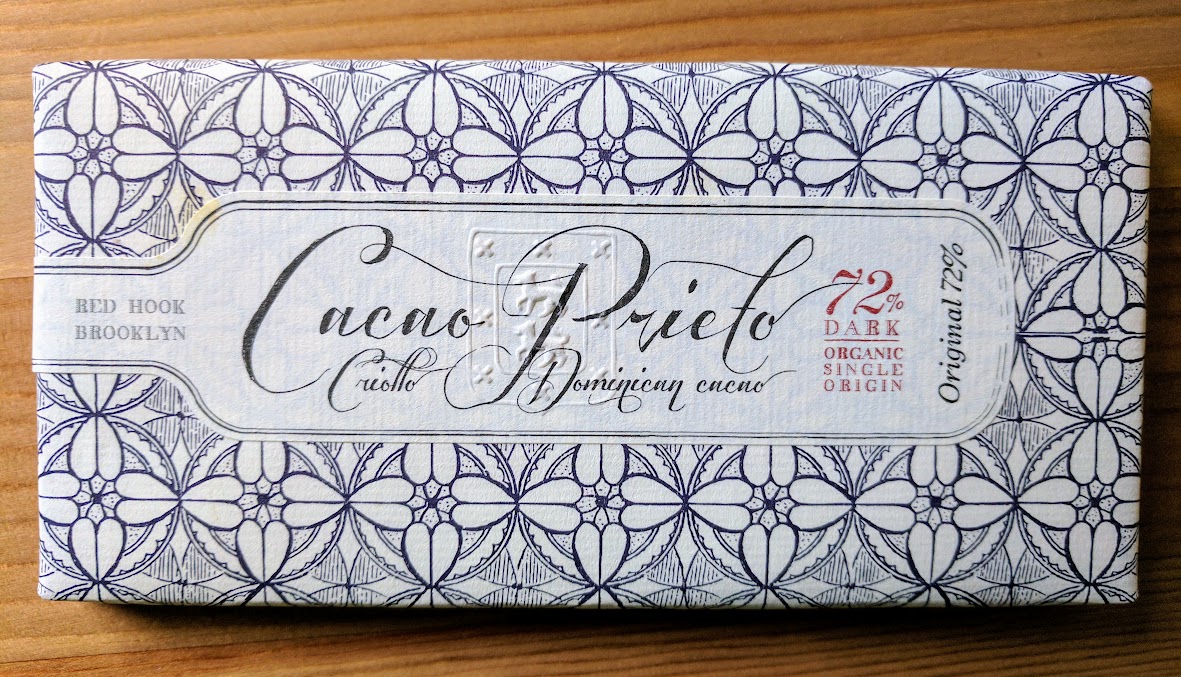 RED HOOK
BROOKLYN
Cacao Prieto
Criollo Dominican cacao
72%
DARK
ORGANIC
SINGLE
ORIGIN
Original 72%